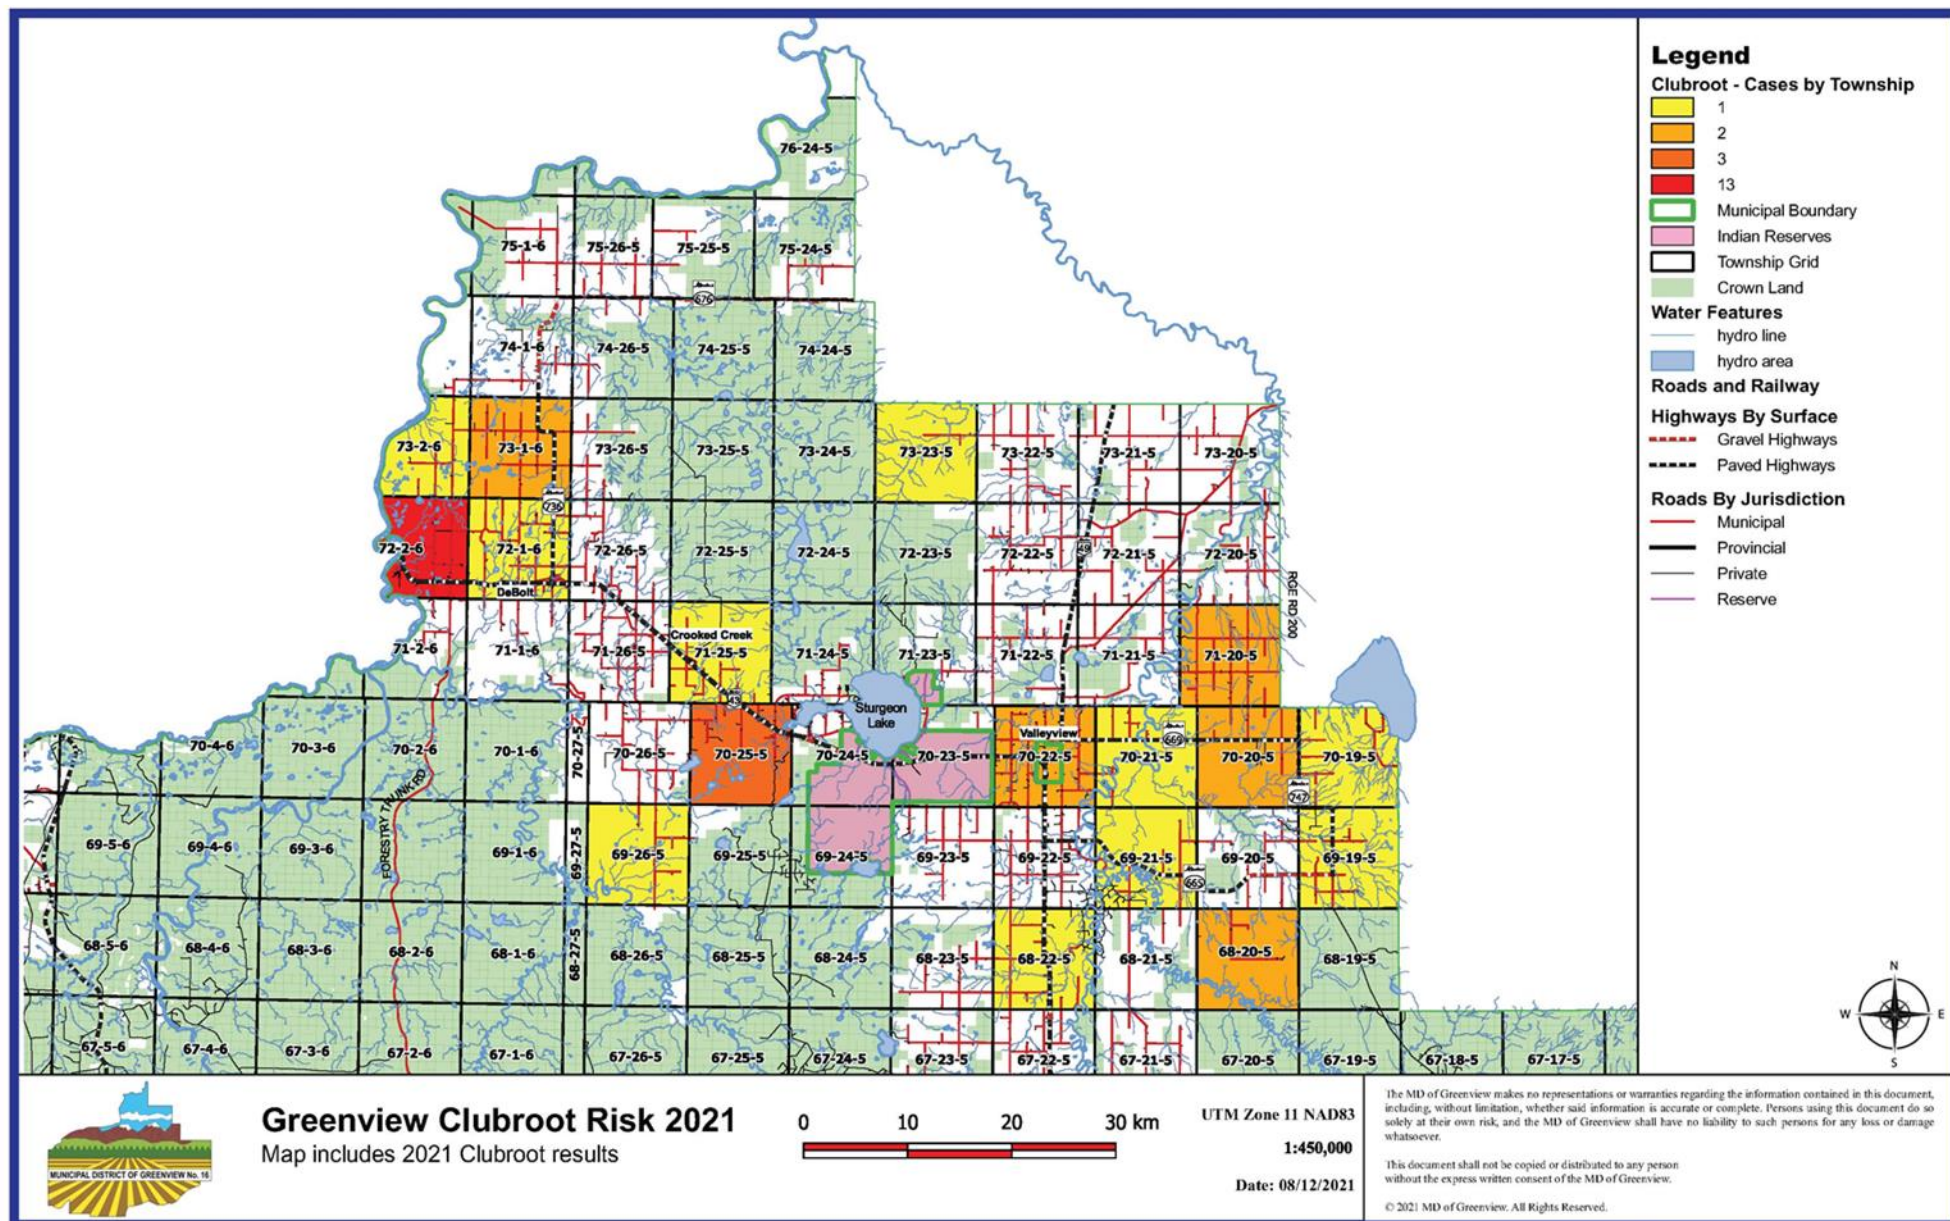 76-24-5
75-1-6
75-26-5
75-25-5
75-24-5
676
74-1-6
74-26-5
74-25-5
74-24-5
73-2-6
73-1-6
73-26-5
73-25-5
73-24-5
73-23-5
73-22-5
73-21-5
73-20-5
736
72-2-6
72-1-6
72-26-5
72-25-5
72-24-5
72-23-5
72-22-5
49
72-21-5
72-20-5
DeBolt
RGE RD 200
Crooked Creek
71-2-6
71-1-6
71-26-5
71-25-5
71-24-5
71-23-5
71-22-5
71-21-5
71-20-5
43
Sturgeon
Lake
Valleyview
70-4-6
70-3-6
70-2-6
70-1-6
70-27-5
70-26-5
70-25-5
70-24-5
70-23-5
70-22-5
669
70-21-5
70-20-5
70-19-5
747
FORESTRY TRUNK RD
69-5-6
69-4-6
69-3-6
69-1-6
69-27-5
69-26-5
69-25-5
69-24-5
69-23-5
69-22-5
69-21-5
665
69-20-5
69-19-5
68-5-6
68-4-6
68-3-6
68-2-6
68-1-6
68-27-5
68-26-5
68-25-5
68-24-5
68-23-5
68-22-5
68-21-5
68-20-5
68-19-5
67-5-6
67-4-6
67-3-6
67-2-6
67-1-6
67-26-5
67-25-5
67-24-5
67-23-5
67-22-5
67-21-5
67-20-5
67-19-5
67-18-5
67-17-5
Legend
Clubroot - Cases by Township
1
2
3
13
Municipal Boundary
Indian Reserves
Township Grid
Crown Land
Water Features
hydro line
hydro area
Roads and Railway
Highways By Surface
Gravel Highways
Paved Highways
Roads By Jurisdiction
Municipal
Provincial
Private
Reserve
N
W E
S
MUNICIPAL DISTRICT OF GREENVIEW No. 16
Greenview Clubroot Risk 2021
Map includes 2021 Clubroot results
0 10 20 30 km
UTM Zone 11 NAD83
1:450,000
Date: 08/12/2021
The MD of Greenview makes no representations or warranties regarding the information contained in this document,
including, without limitation, whether said information is accurate or complete. Persons using this document do so
solely at their own risk, and the MD of Greenview shall have no liability to such persons for any loss or damage
whatsoever.
This document shall not be copied or distributed to any person
without the express written consent of the MD of Greenview.
© 2021 MD of Greenview. All Rights Reserved.